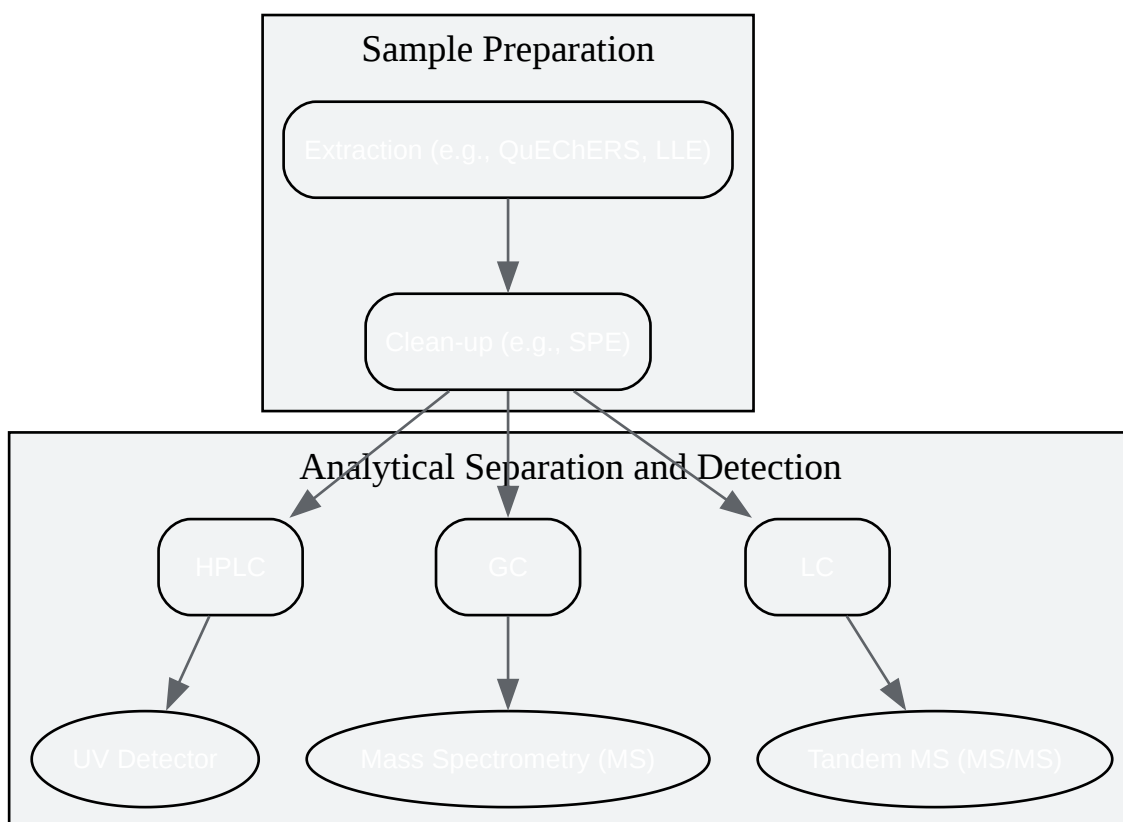 Sample Preparation
Extraction (e.g., QuEChERS, LLE)
Clean-up (e.g., SPE)
Analytical Separation and Detection
HPLC
GC
LC
UV Detector
Mass Spectrometry (MS)
Tandem MS (MS/MS)